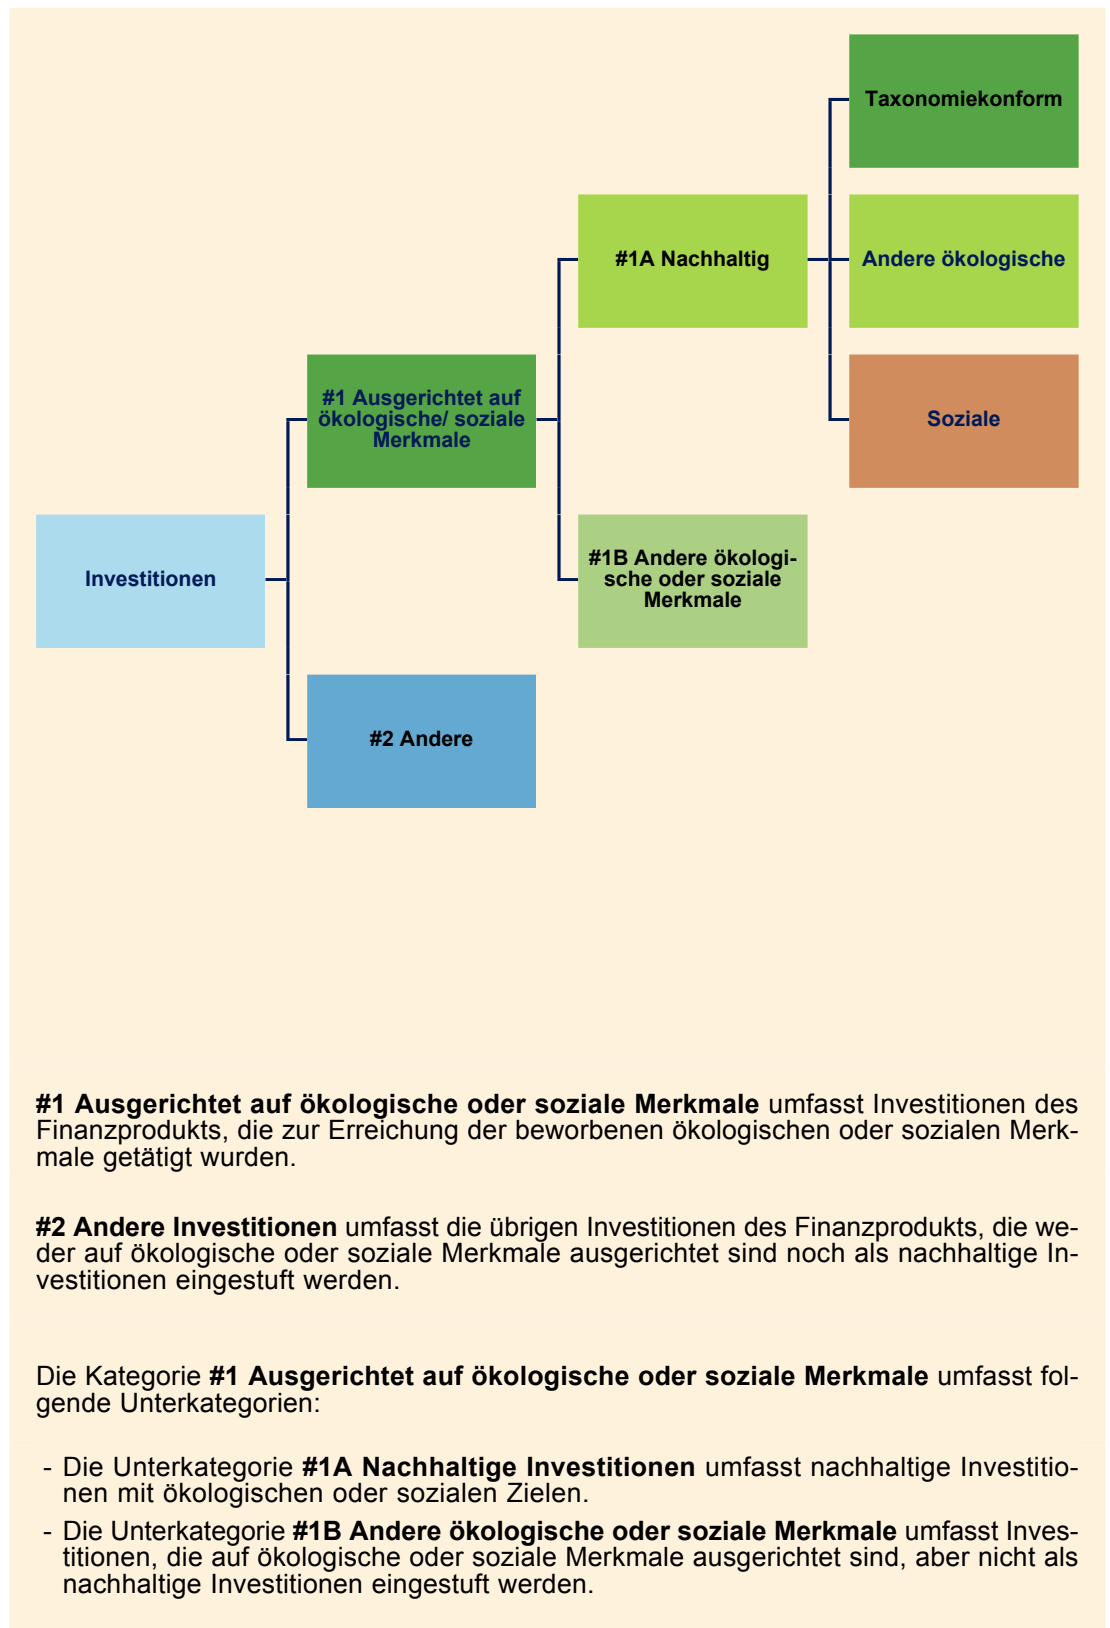 Taxonomiekonform
#1A Nachhaltig
Andere ökologische
#1 Ausgerichtet auf
ökologische/ soziale
Merkmale
Soziale
Investitionen
#1B Andere ökologi-
sche oder soziale
Merkmale
#2 Andere
#1 Ausgerichtet auf ökologische oder soziale Merkmale umfasst Investitionen des
Finanzprodukts, die zur Erreichung der beworbenen ökologischen oder sozialen Merk-
male getätigt wurden.
#2 Andere Investitionen umfasst die übrigen Investitionen des Finanzprodukts, die we-
der auf ökologische oder soziale Merkmale ausgerichtet sind noch als nachhaltige In-
vestitionen eingestuft werden.
Die Kategorie #1 Ausgerichtet auf ökologische oder soziale Merkmale umfasst fol-
gende Unterkategorien:
- Die Unterkategorie #1A Nachhaltige Investitionen umfasst nachhaltige Investitio-
nen mit ökologischen oder sozialen Zielen.
- Die Unterkategorie #1B Andere ökologische oder soziale Merkmale umfasst Inves-
titionen, die auf ökologische oder soziale Merkmale ausgerichtet sind, aber nicht als
nachhaltige Investitionen eingestuft werden.